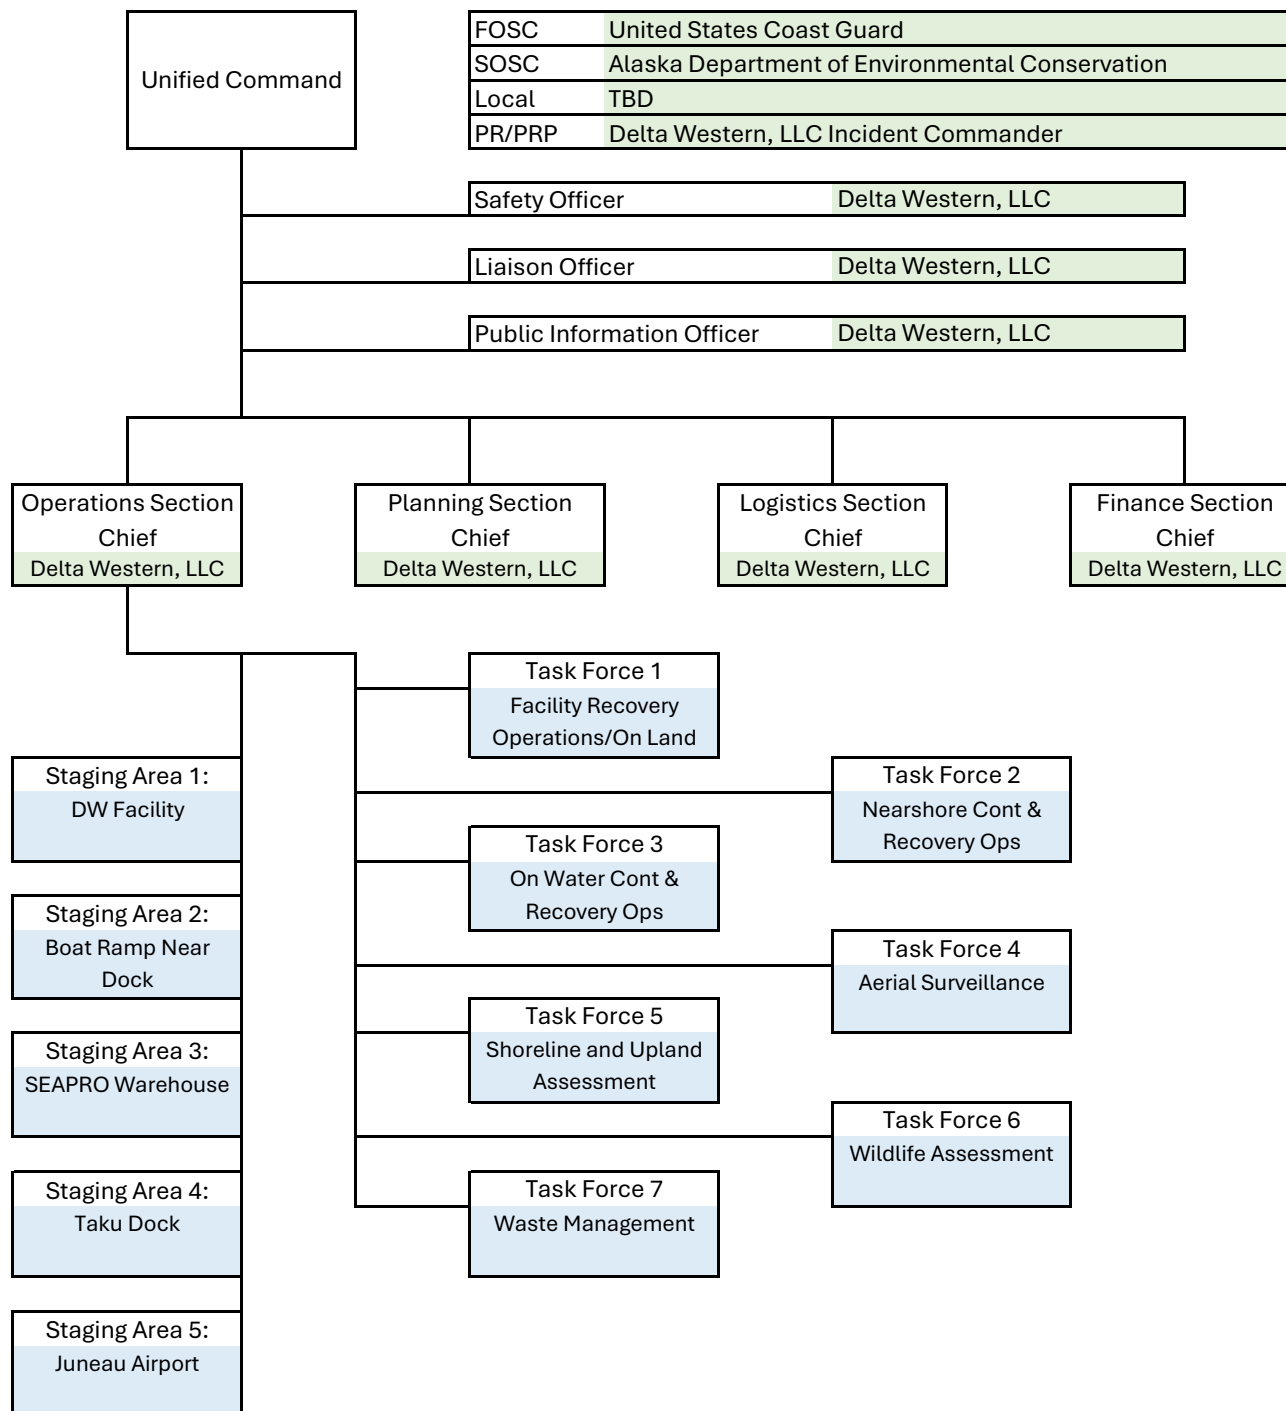 Unified Command
FOSC United States Coast Guard
SOSC Alaska Department of Environmental Conservation
Local TBD
PR/PRP Delta Western, LLC Incident Commander
Safety Officer Delta Western, LLC
Liaison Officer Delta Western, LLC
Public Information Officer Delta Western, LLC
Operations Section
Chief
Delta Western, LLC
Planning Section
Chief
Delta Western, LLC
Logistics Section
Chief
Delta Western, LLC
Finance Section
Chief
Delta Western, LLC
Task Force 1
Facility Recovery
Operations/On Land
Staging Area 1:
DW Facility
Task Force 2
Nearshore Cont &
Recovery Ops
Task Force 3
On Water Cont &
Recovery Ops
Staging Area 2:
Boat Ramp Near
Dock
Task Force 4
Aerial Surveillance
Task Force 5
Shoreline and Upland
Assessment
Staging Area 3:
SEAPRO Warehouse
Task Force 6
Wildlife Assessment
Staging Area 4:
Taku Dock
Task Force 7
Waste Management
Staging Area 5:
Juneau Airport